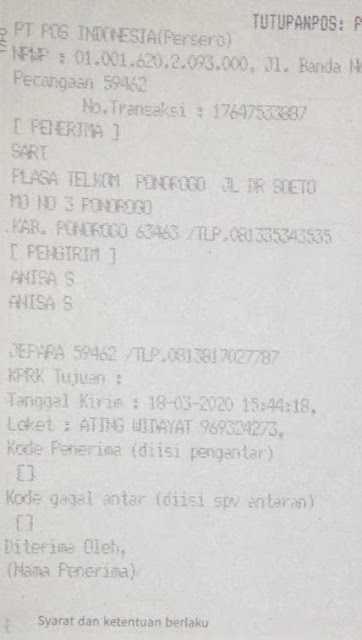 TUTUPANPOS: P
PT POS INDONESIA(Persero)
NPWP : 01.001.620.2.093.000, Jl. Banda No
Pecangaan 59462
No.Transaksi : 17647533887
[ PENERIMA ]
SARI
PLASA TELKOM PONOROGO JL DR SOETO
MO NO 3 PONOROGO
KAB. PONOROGO 63463 /TLP.081335343535
[ PENGIRIM ]
ANISA S
ANISA S
JEPARA 59462 /TLP.0813817027787
KPRK Tujuan :
Tanggal Kirim : 18-03-2020 15:44:18,
Loket : ATING WIDAYAT 969324273,
Kode Penerima (diisi pengantar)
[]
Kode gagal antar (diisi spv antaran)
[]
Diterima Oleh,
(Nama Penerima)
Syarat dan ketentuan berlaku